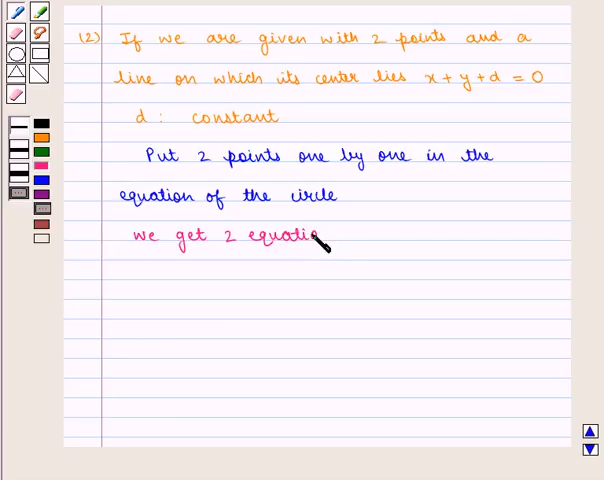 (2) If we are given with 2 points and a
line on which its center lies x + y + d = 0
d : constant
Put 2 points one by one in the
equation of the circle
we get 2 equatio